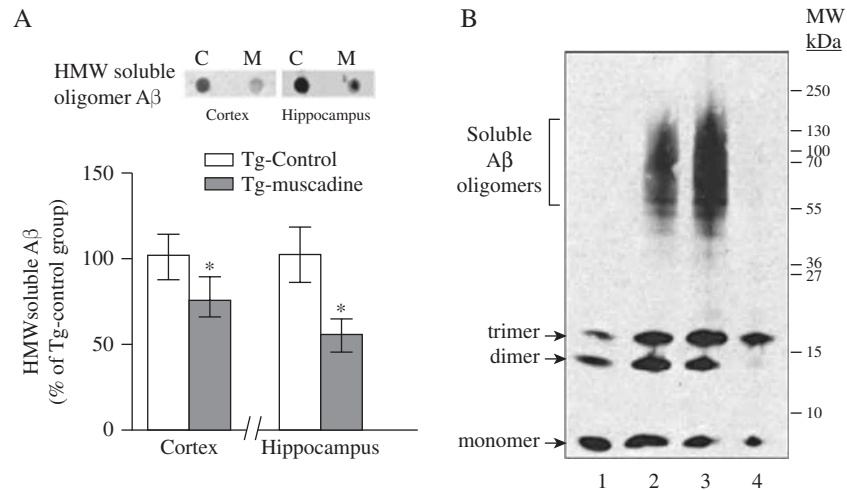 A
C M C M
HMW soluble
oligomer Aβ
Cortex Hippocampus
Tg-Control
Tg-muscadine
HMWsoluble Aβ
(% of Tg-control group)
150
100
50
0
*
*
Cortex Hippocampus
B
MW
kDa
Soluble
Aβ
oligomers
trimer
dimer
monomer
250
130
100
70
55
36
27
15
10
1 2 3 4